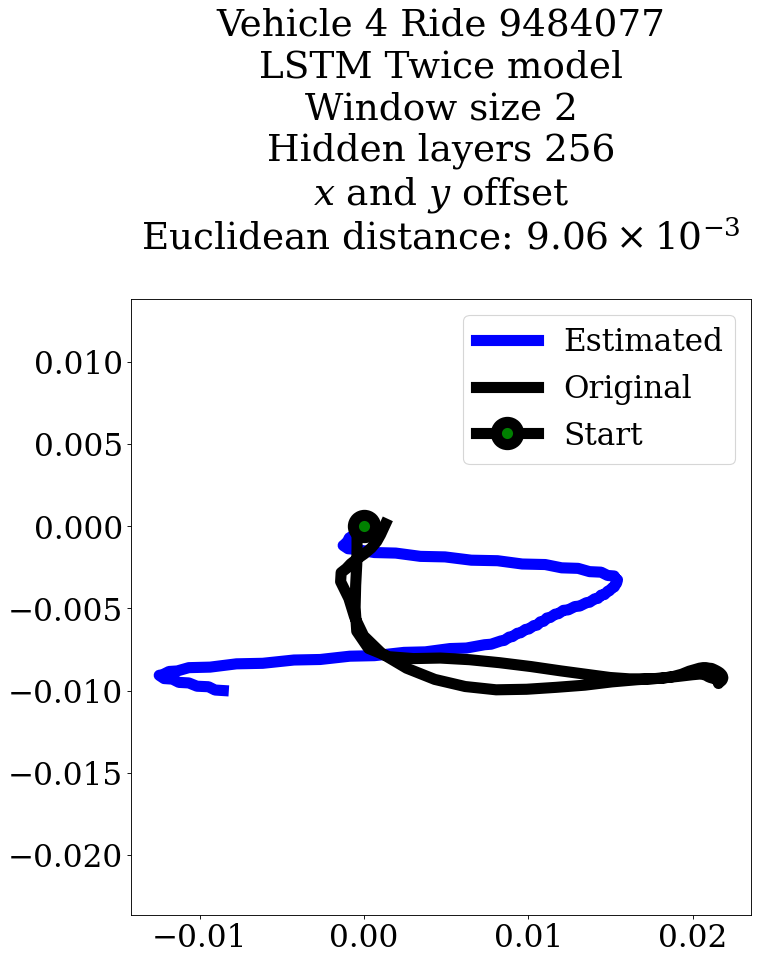 Vehicle 4 Ride 9484077
LSTM Twice model
Window size 2
Hidden layers 256
x and y offset
Euclidean distance: 9.06 × 10⁻³
Estimated
Original
Start
0.010
0.005
0.000
−0.005
−0.010
−0.015
−0.020
−0.01 0.00 0.01 0.02